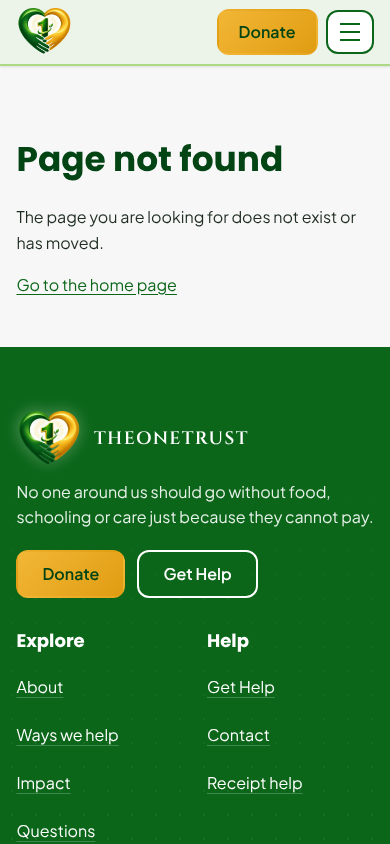 1
Donate
Page not found
The page you are looking for does not exist or
has moved.
Go to the home page
1
THEONETRUST
No one around us should go without food,
schooling or care just because they cannot pay.
Donate
Get Help
Explore
Help
About
Get Help
Ways we help
Contact
Impact
Receipt help
Questions